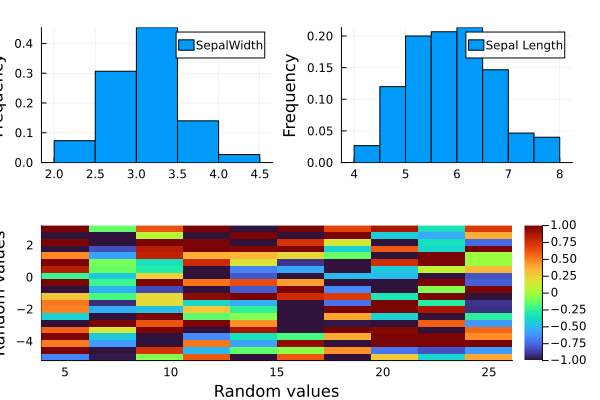 SepalWidth
Frequency
0.4
0.3
0.2
0.1
0.0
2.0 2.5 3.0 3.5 4.0 4.5
Sepal Length
Frequency
0.20
0.15
0.10
0.05
0.00
4 5 6 7 8
Random values
2
0
−2
−4
5 10 15 20 25
Random values
1.00
0.75
0.50
0.25
0
−0.25
−0.50
−0.75
−1.00